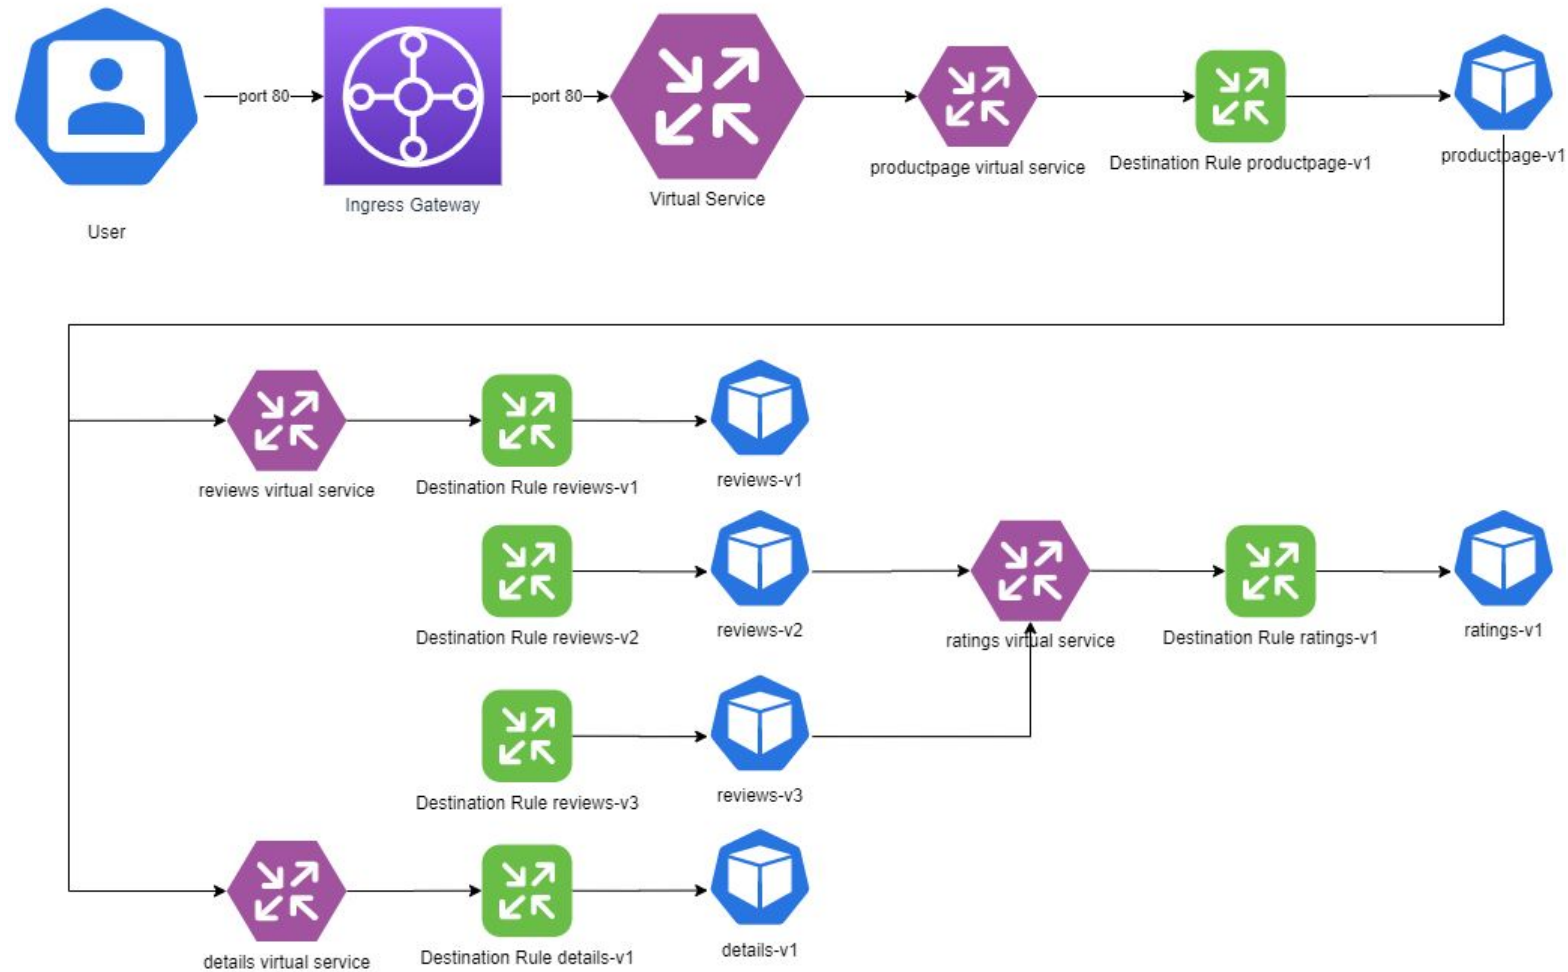 port 80
port 80
User
Ingress Gateway
Virtual Service
productpage virtual service
Destination Rule productpage-v1
productpage-v1
reviews virtual service
Destination Rule reviews-v1
reviews-v1
Destination Rule reviews-v2
reviews-v2
ratings virtual service
Destination Rule ratings-v1
ratings-v1
Destination Rule reviews-v3
reviews-v3
details virtual service
Destination Rule details-v1
details-v1